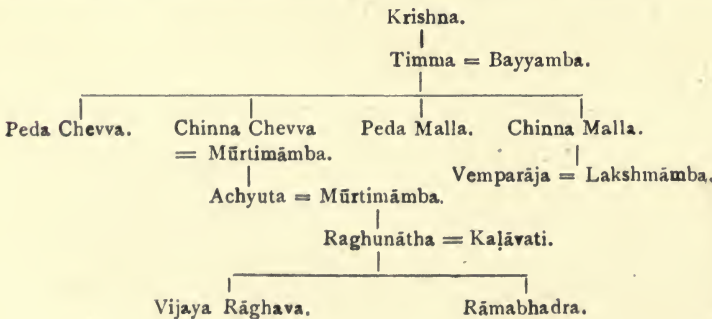 Krishna.
Timma = Bayyamba.
Peda Chevva. Chinna Chevva Peda Malla. Chinna Malla.
= Mūrtimāmba.
Vemparāja = Lakshmāmba.
Achyuta = Mūrtimāmba.
Raghunātha = Kaḷāvati.
Vijaya Rāghava. Rāmabhadra.